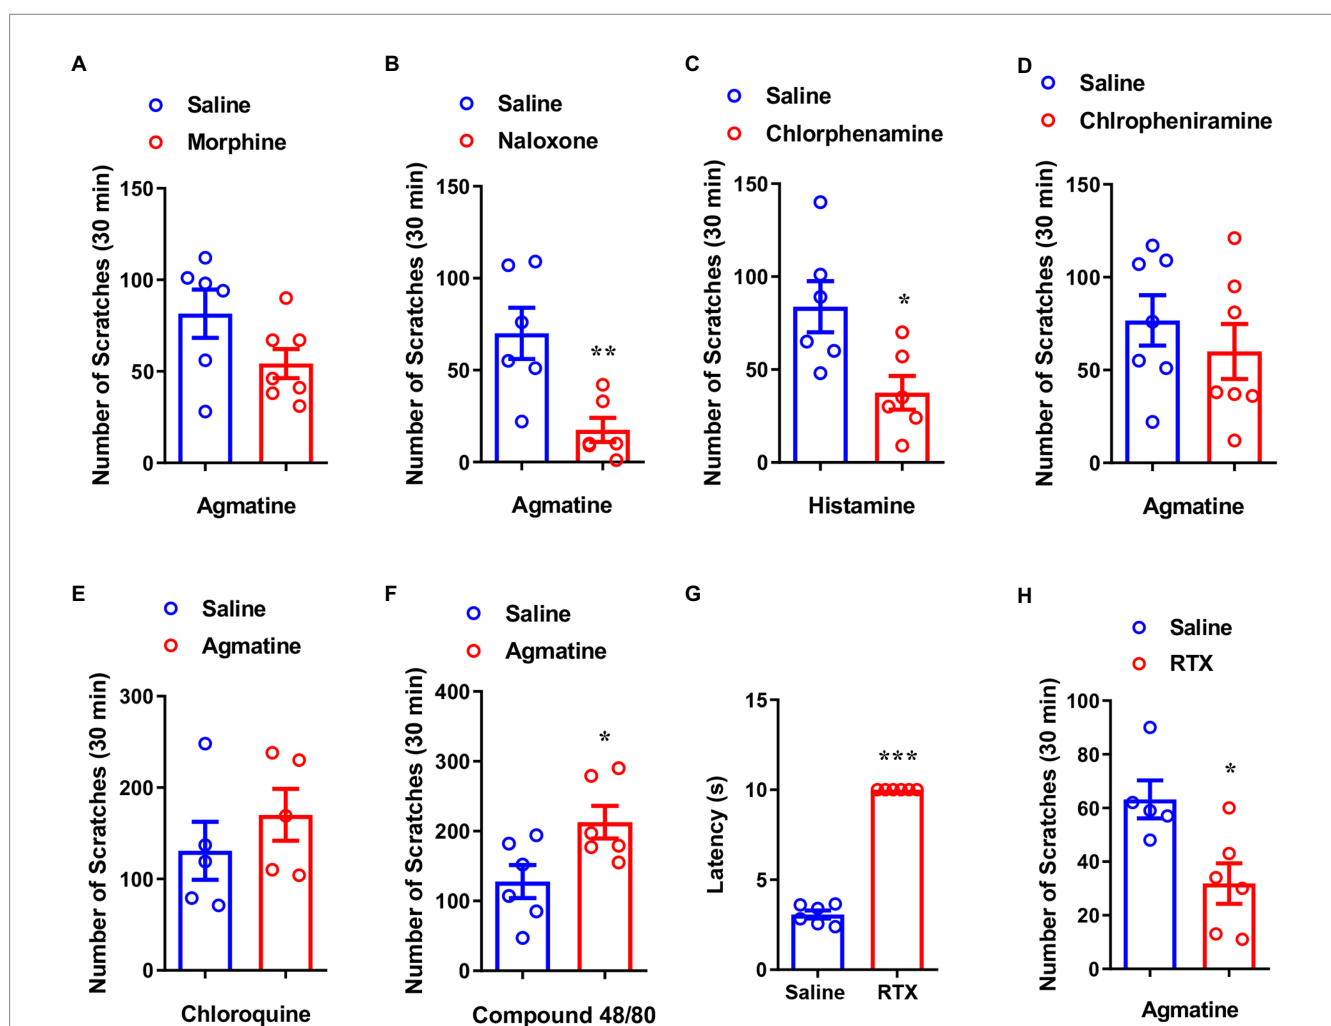 A
Saline
Morphine
Number of Scratches (30 min)
150
100
50
0
Agmatine
B
Saline
Naloxone
Number of Scratches (30 min)
150
100
50
0
**
Agmatine
C
Saline
Chlorphenamine
Number of Scratches (30 min)
150
100
50
0
*
Histamine
D
Saline
Chlropheniramine
Number of Scratches (30 min)
150
100
50
0
Agmatine
E
Saline
Agmatine
Number of Scratches (30 min)
300
200
100
0
Chloroquine
F
Saline
Agmatine
Number of Scratches (30 min)
400
300
200
100
0
*
Compound 48/80
G
Latency (s)
15
10
5
0
***
Saline
RTX
H
Saline
RTX
Number of Scratches (30 min)
100
80
60
40
20
0
*
Agmatine